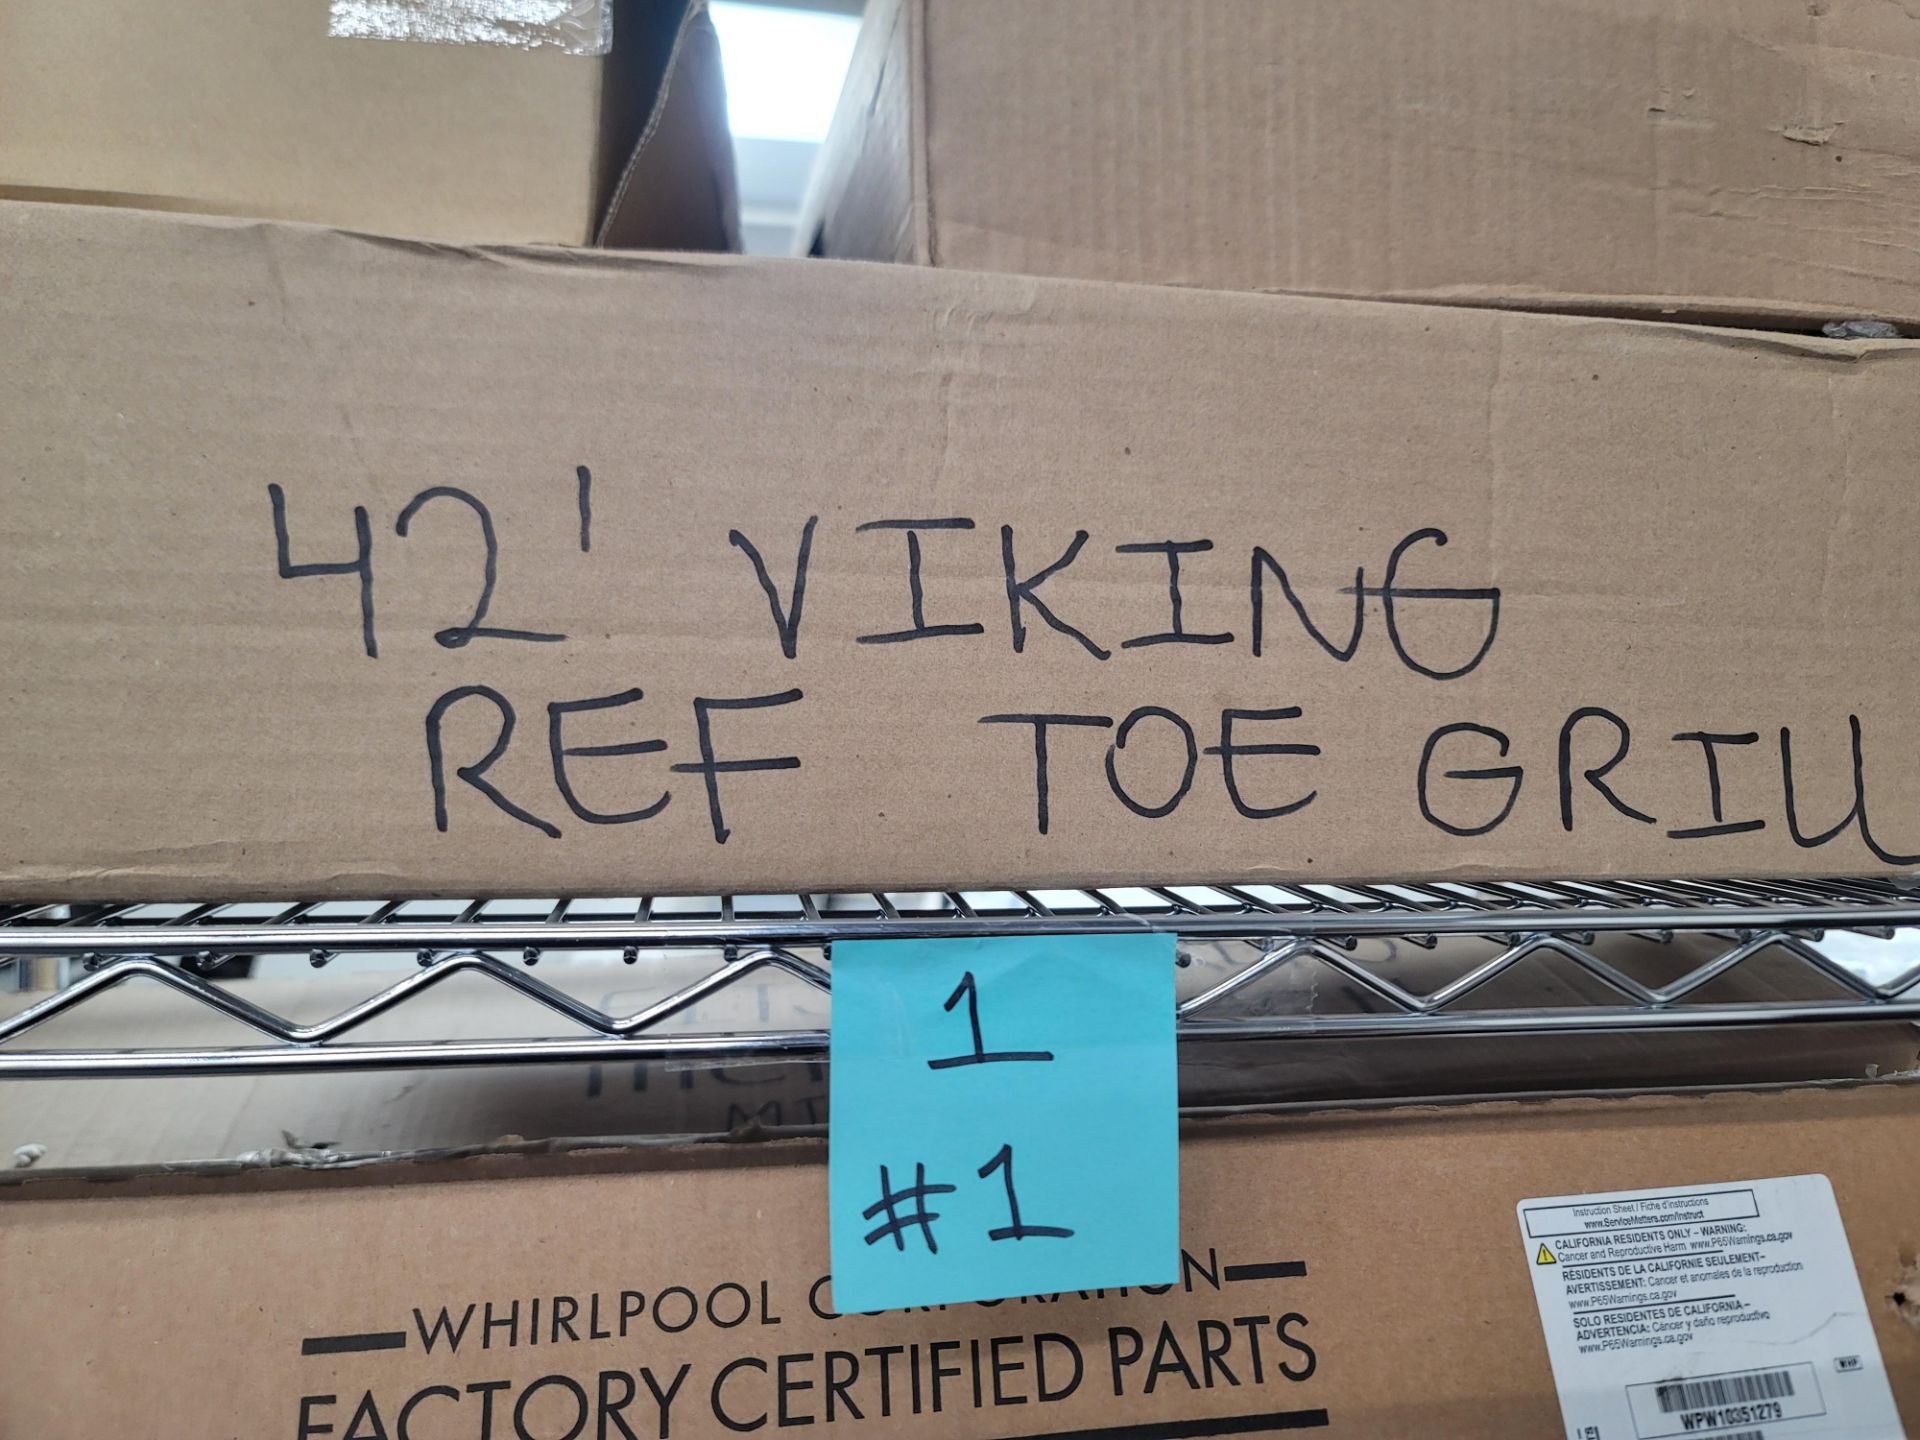 42' VIKING
REF TOE GRILL
1
#1
WHIRLPOOL
FACTORY CERTIFIED PARTS
Instruction Sheet / Fiche d'instructions
www.ServiceMatters.com/Instruct
CALIFORNIA RESIDENTS ONLY – WARNING:
Cancer and Reproductive Harm www.P65Warnings.ca.gov
RÉSIDENTS DE LA CALIFORNIE SEULEMENT–
AVERTISSEMENT: Cancer et anomalies de la reproduction
www.P65Warnings.ca.gov
SOLO RESIDENTES DE CALIFORNIA –
ADVERTENCIA: Cáncer y daño reproductivo
www.P65Warnings.ca.gov
WHP
WPW10351279